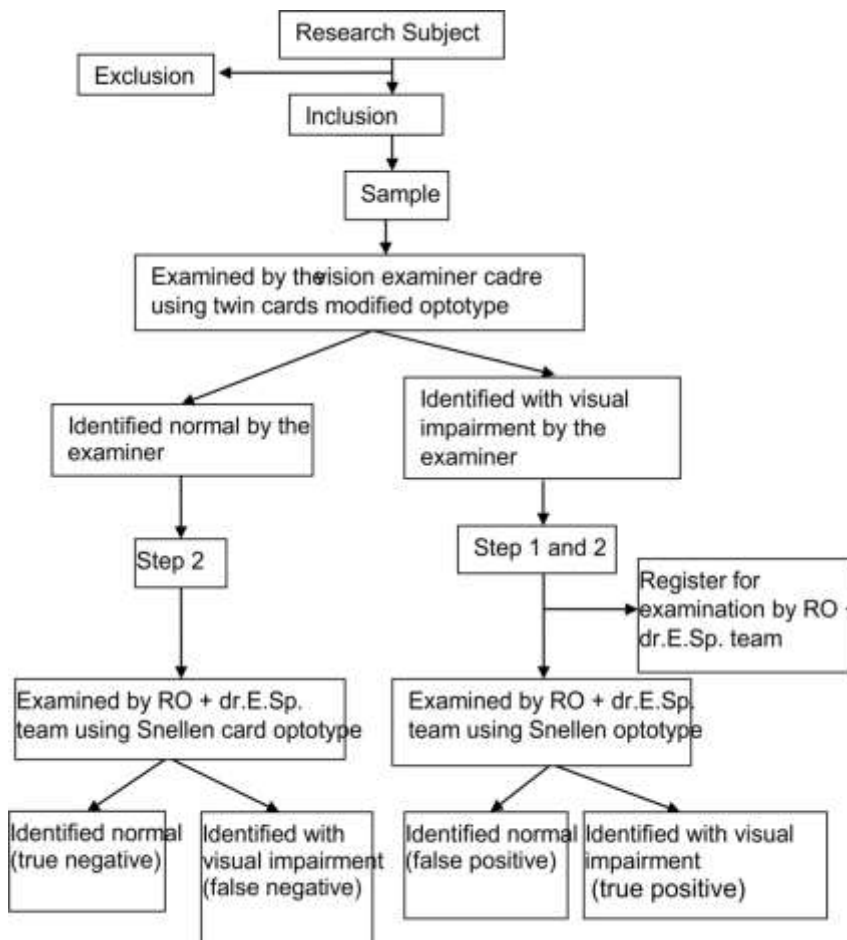 Research Subject
Exclusion
Inclusion
Sample
Examined by the vision examiner cadre
using twin cards modified optotype
Identified normal by the
examiner
Identified with visual
impairment by the
examiner
Step 2
Step 1 and 2
Register for
examination by RO +
dr.E.Sp. team
Examined by RO + dr.E.Sp.
team using Snellen card optotype
Examined by RO + dr.E.Sp.
team using Snellen optotype
Identified normal
(true negative)
Identified with
visual impairment
(false negative)
Identified normal
(false positive)
Identified with visual
impairment
(true positive)